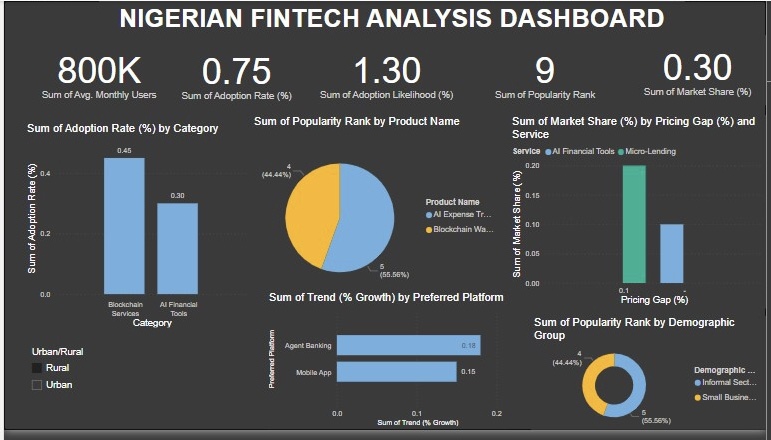 NIGERIAN FINTECH ANALYSIS DASHBOARD
800K
Sum of Avg. Monthly Users
0.75
Sum of Adoption Rate (%)
1.30
Sum of Adoption Likelihood (%)
9
Sum of Popularity Rank
0.30
Sum of Market Share (%)
Sum of Adoption Rate (%) by Category
Sum of Adoption Rate (%)
0.4
0.2
0.0
0.45
0.30
Blockchain
Services
AI Financial
Tools
Category
Urban/Rural
Rural
Urban
Sum of Popularity Rank by Product Name
4
(44.44%)
5
(55.56%)
Product Name
AI Expense Tr...
Blockchain Wa...
Sum of Trend (% Growth) by Preferred Platform
Preferred Platform
Agent Banking
0.18
Mobile App
0.15
0.0
0.1
0.2
Sum of Trend (% Growth)
Sum of Market Share (%) by Pricing Gap (%) and
Service
Service
AI Financial Tools
Micro-Lending
Sum of Market Share (%)
0.20
0.15
0.10
0.05
0.00
0.1
-
Pricing Gap (%)
Sum of Popularity Rank by Demographic
Group
4
(44.44%)
5
(55.56%)
Demographic ...
Informal Sect...
Small Busine...